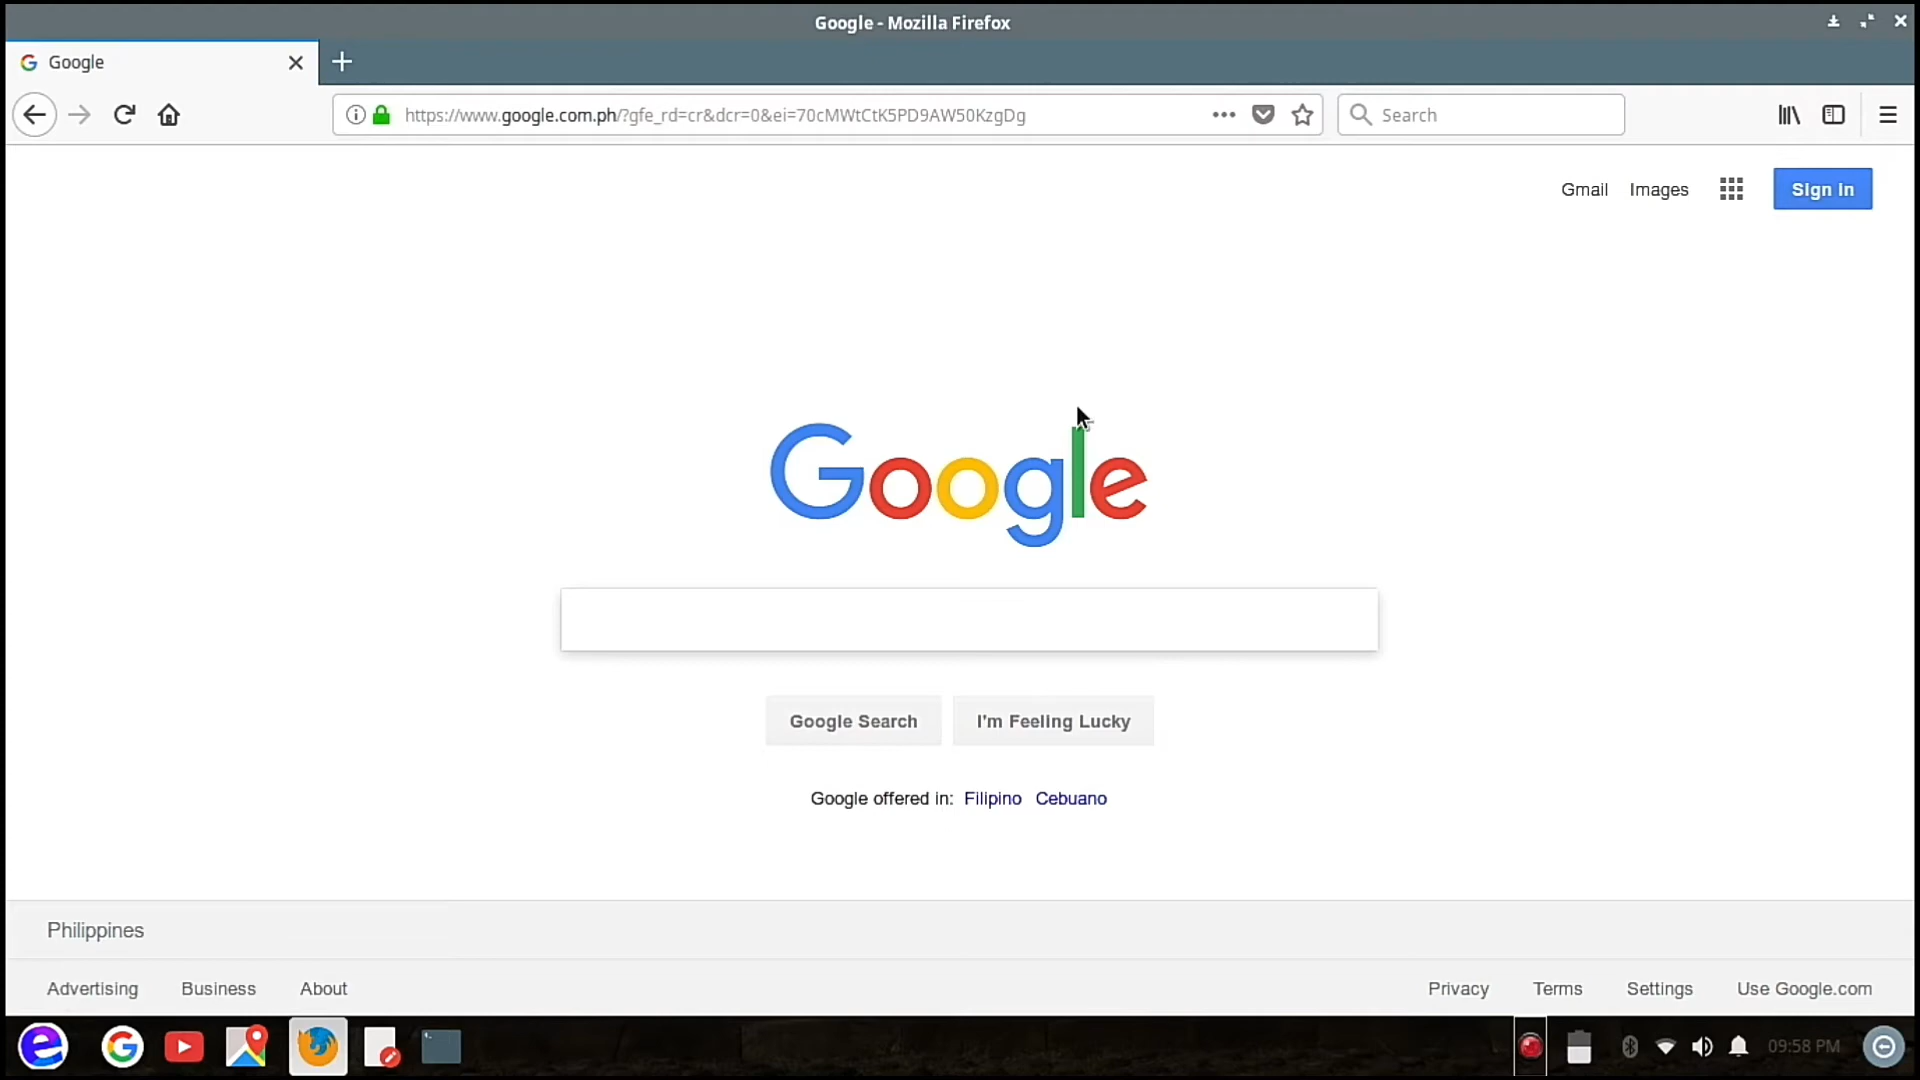 Google - Mozilla Firefox
Google
https://www.google.com.ph/?gfe_rd=cr&dcr=0&ei=70cMWtCtK5PD9AW50KzgDg
Search
Gmail Images Sign in
Google
Google Search I'm Feeling Lucky
Google offered in: Filipino Cebuano
Philippines
Advertising Business About Privacy Terms Settings Use Google.com
09:58 PM